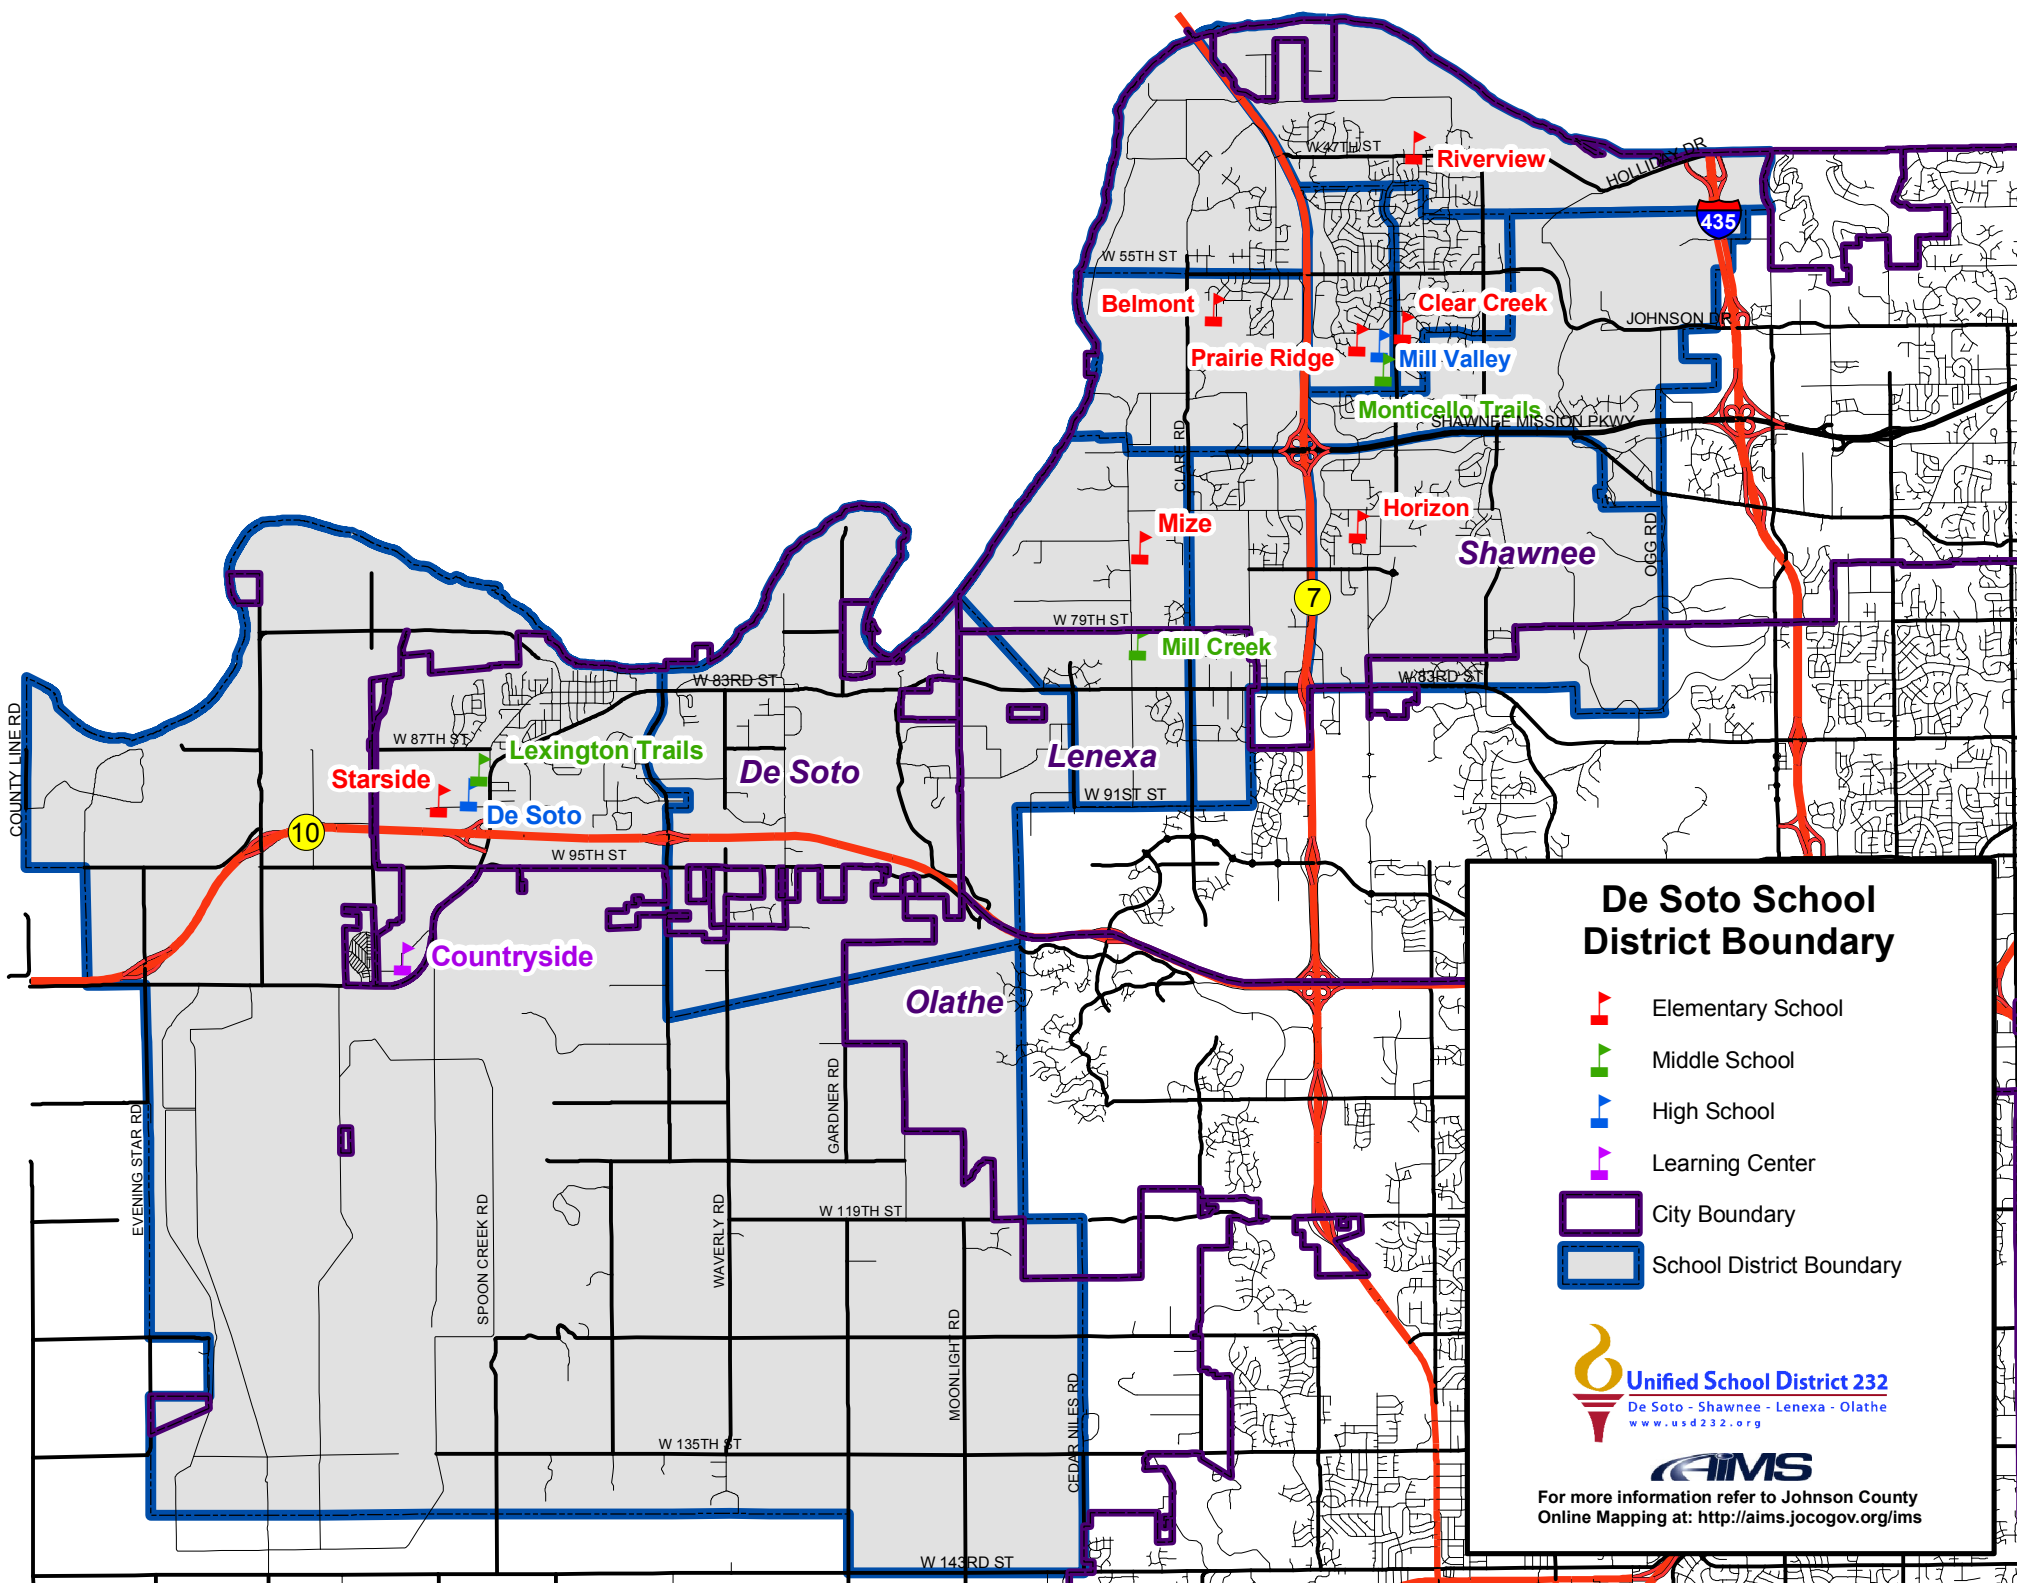 W 47TH ST
Riverview
HOLLIDAY DR
435
W 55TH ST
Belmont
Clear Creek
JOHNSON DR
Prairie Ridge
Mill Valley
Monticello Trails
SHAWNEE MISSION PKWY
CLARE RD
Mize
Horizon
Shawnee
OGG RD
7
W 79TH ST
Mill Creek
W 83RD ST
W 83RD ST
COUNTY LINE RD
W 87TH ST
Lexington Trails
De Soto
Lenexa
Starside
De Soto
W 91ST ST
10
W 95TH ST
Countryside
Olathe
GARDNER RD
EVENING STAR RD
SPOON CREEK RD
WAVERLY RD
W 119TH ST
MOONLIGHT RD
CEDAR NILES RD
W 135TH ST
W 143RD ST
De Soto School
District Boundary
Elementary School
Middle School
High School
Learning Center
City Boundary
School District Boundary
Unified School District 232
De Soto - Shawnee - Lenexa - Olathe
www.usd232.org
AIMS
For more information refer to Johnson County
Online Mapping at: http://aims.jocogov.org/ims